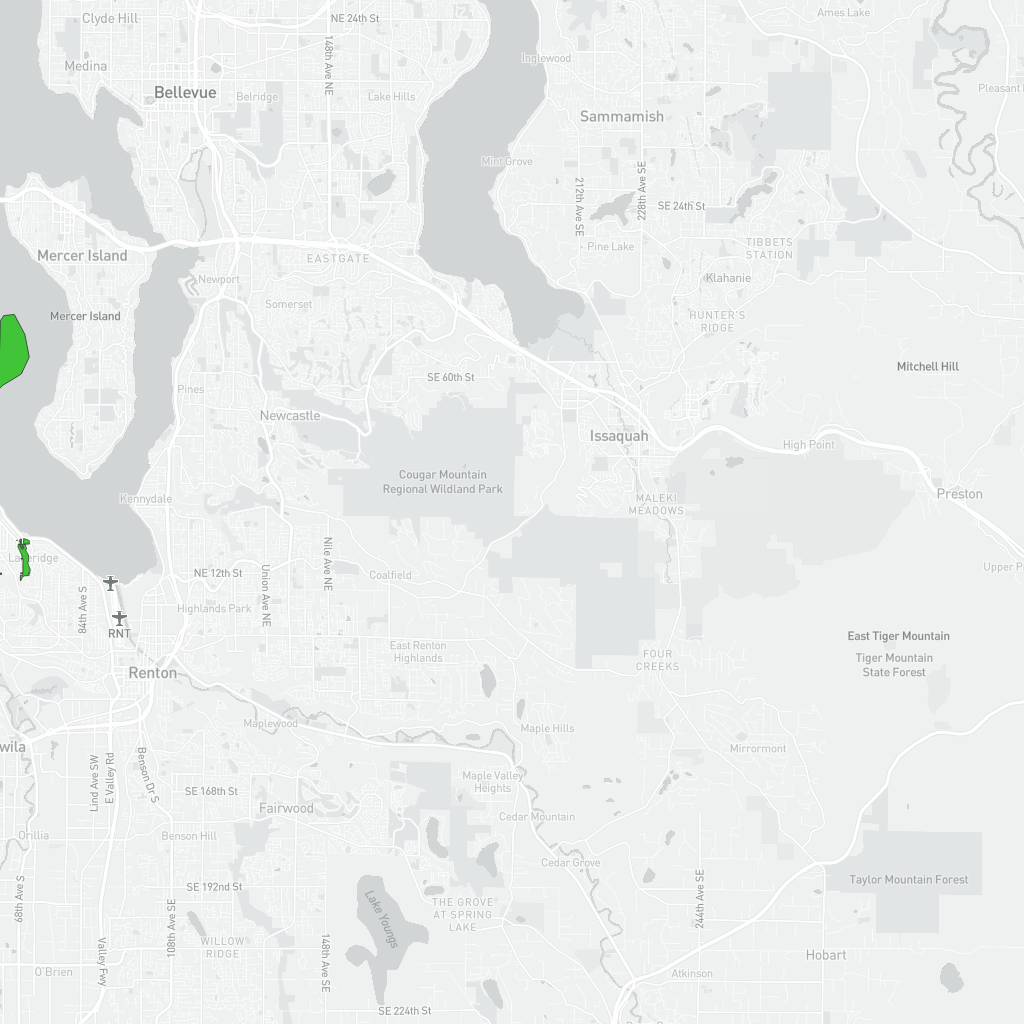 Clyde Hill
NE 24th St
Ames Lake
Medina
148th Ave NE
Inglewood
Bellevue
Belridge
Lake Hills
Pleasant
Sammamish
Mint Grove
212th Ave SE
228th Ave SE
SE 24th St
Mercer Island
EASTGATE
Pine Lake
TIBBETS
STATION
Newport
Klahanie
Somerset
Mercer Island
HUNTER'S
RIDGE
Mitchell Hill
SE 60th St
Pines
Newcastle
Issaquah
High Point
Cougar Mountain
Regional Wildland Park
Kennydale
MALEKI
MEADOWS
Preston
Lakeridge
Nile Ave NE
Upper P
NE 12th St
Coalfield
Union Ave NE
84th Ave S
Highlands Park
RNT
East Renton
Highlands
East Tiger Mountain
Tiger Mountain
State Forest
FOUR
CREEKS
Renton
Maplewood
Maple Hills
wila
Mirrormont
Lind Ave SW
E Valley Rd
Benson Dr S
SE 168th St
Maple Valley
Heights
Fairwood
Cedar Mountain
Orillia
Benson Hill
Cedar Grove
SE 192nd St
Taylor Mountain Forest
68th Ave S
108th Ave SE
Lake Youngs
244th Ave SE
THE GROVE
AT SPRING
LAKE
WILLOW
RIDGE
148th Ave SE
Valley Fwy
Hobart
O'Brien
Atkinson
SE 224th St